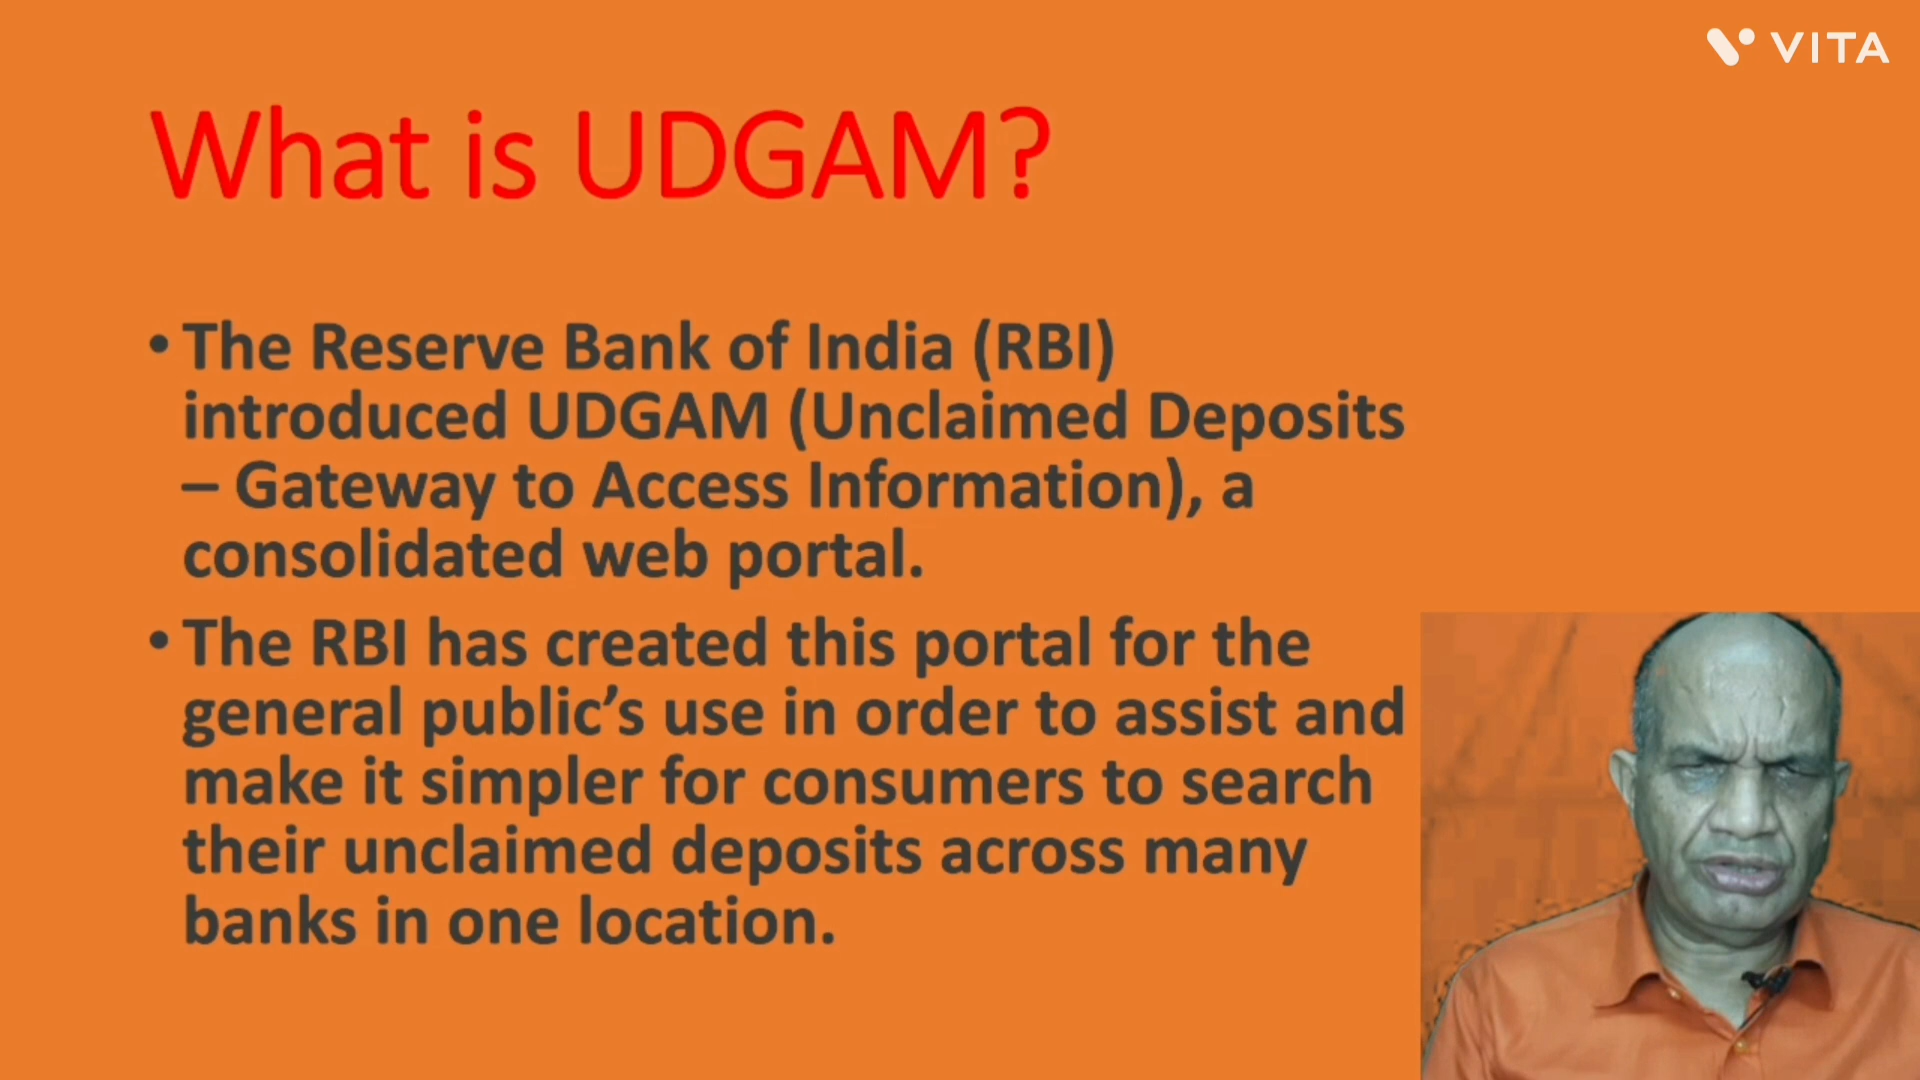 VITA
What is UDGAM?
• The Reserve Bank of India (RBI)
introduced UDGAM (Unclaimed Deposits
– Gateway to Access Information), a
consolidated web portal.
• The RBI has created this portal for the
general public’s use in order to assist and
make it simpler for consumers to search
their unclaimed deposits across many
banks in one location.